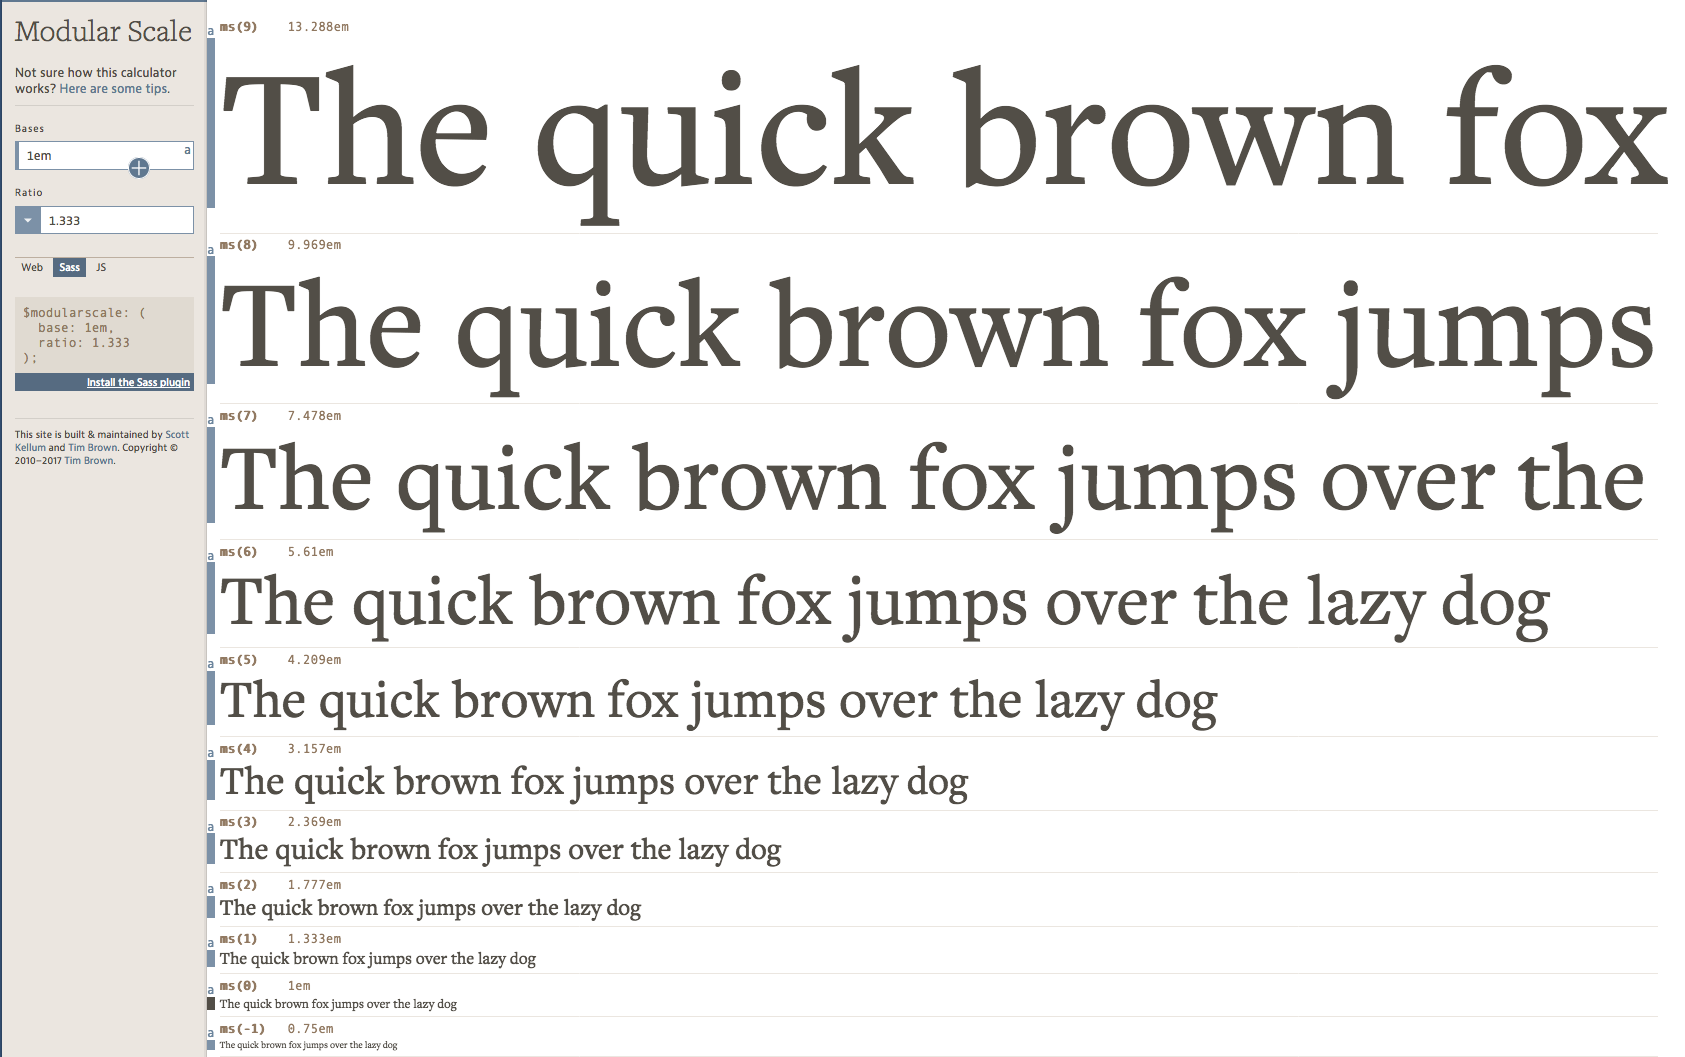 Modular Scale
Not sure how this calculator
works? Here are some tips.
Bases
1em
a
Ratio
1.333
Web Sass JS
$modularscale: (
base: 1em,
ratio: 1.333
);
Install the Sass plugin
This site is built & maintained by Scott
Kellum and Tim Brown. Copyright ©
2010–2017 Tim Brown.
a ms(9) 13.288em
The quick brown fox
a ms(8) 9.969em
The quick brown fox jumps
a ms(7) 7.478em
The quick brown fox jumps over the
a ms(6) 5.61em
The quick brown fox jumps over the lazy dog
a ms(5) 4.209em
The quick brown fox jumps over the lazy dog
a ms(4) 3.157em
The quick brown fox jumps over the lazy dog
a ms(3) 2.369em
The quick brown fox jumps over the lazy dog
a ms(2) 1.777em
The quick brown fox jumps over the lazy dog
a ms(1) 1.333em
The quick brown fox jumps over the lazy dog
a ms(0) 1em
The quick brown fox jumps over the lazy dog
a ms(-1) 0.75em
The quick brown fox jumps over the lazy dog